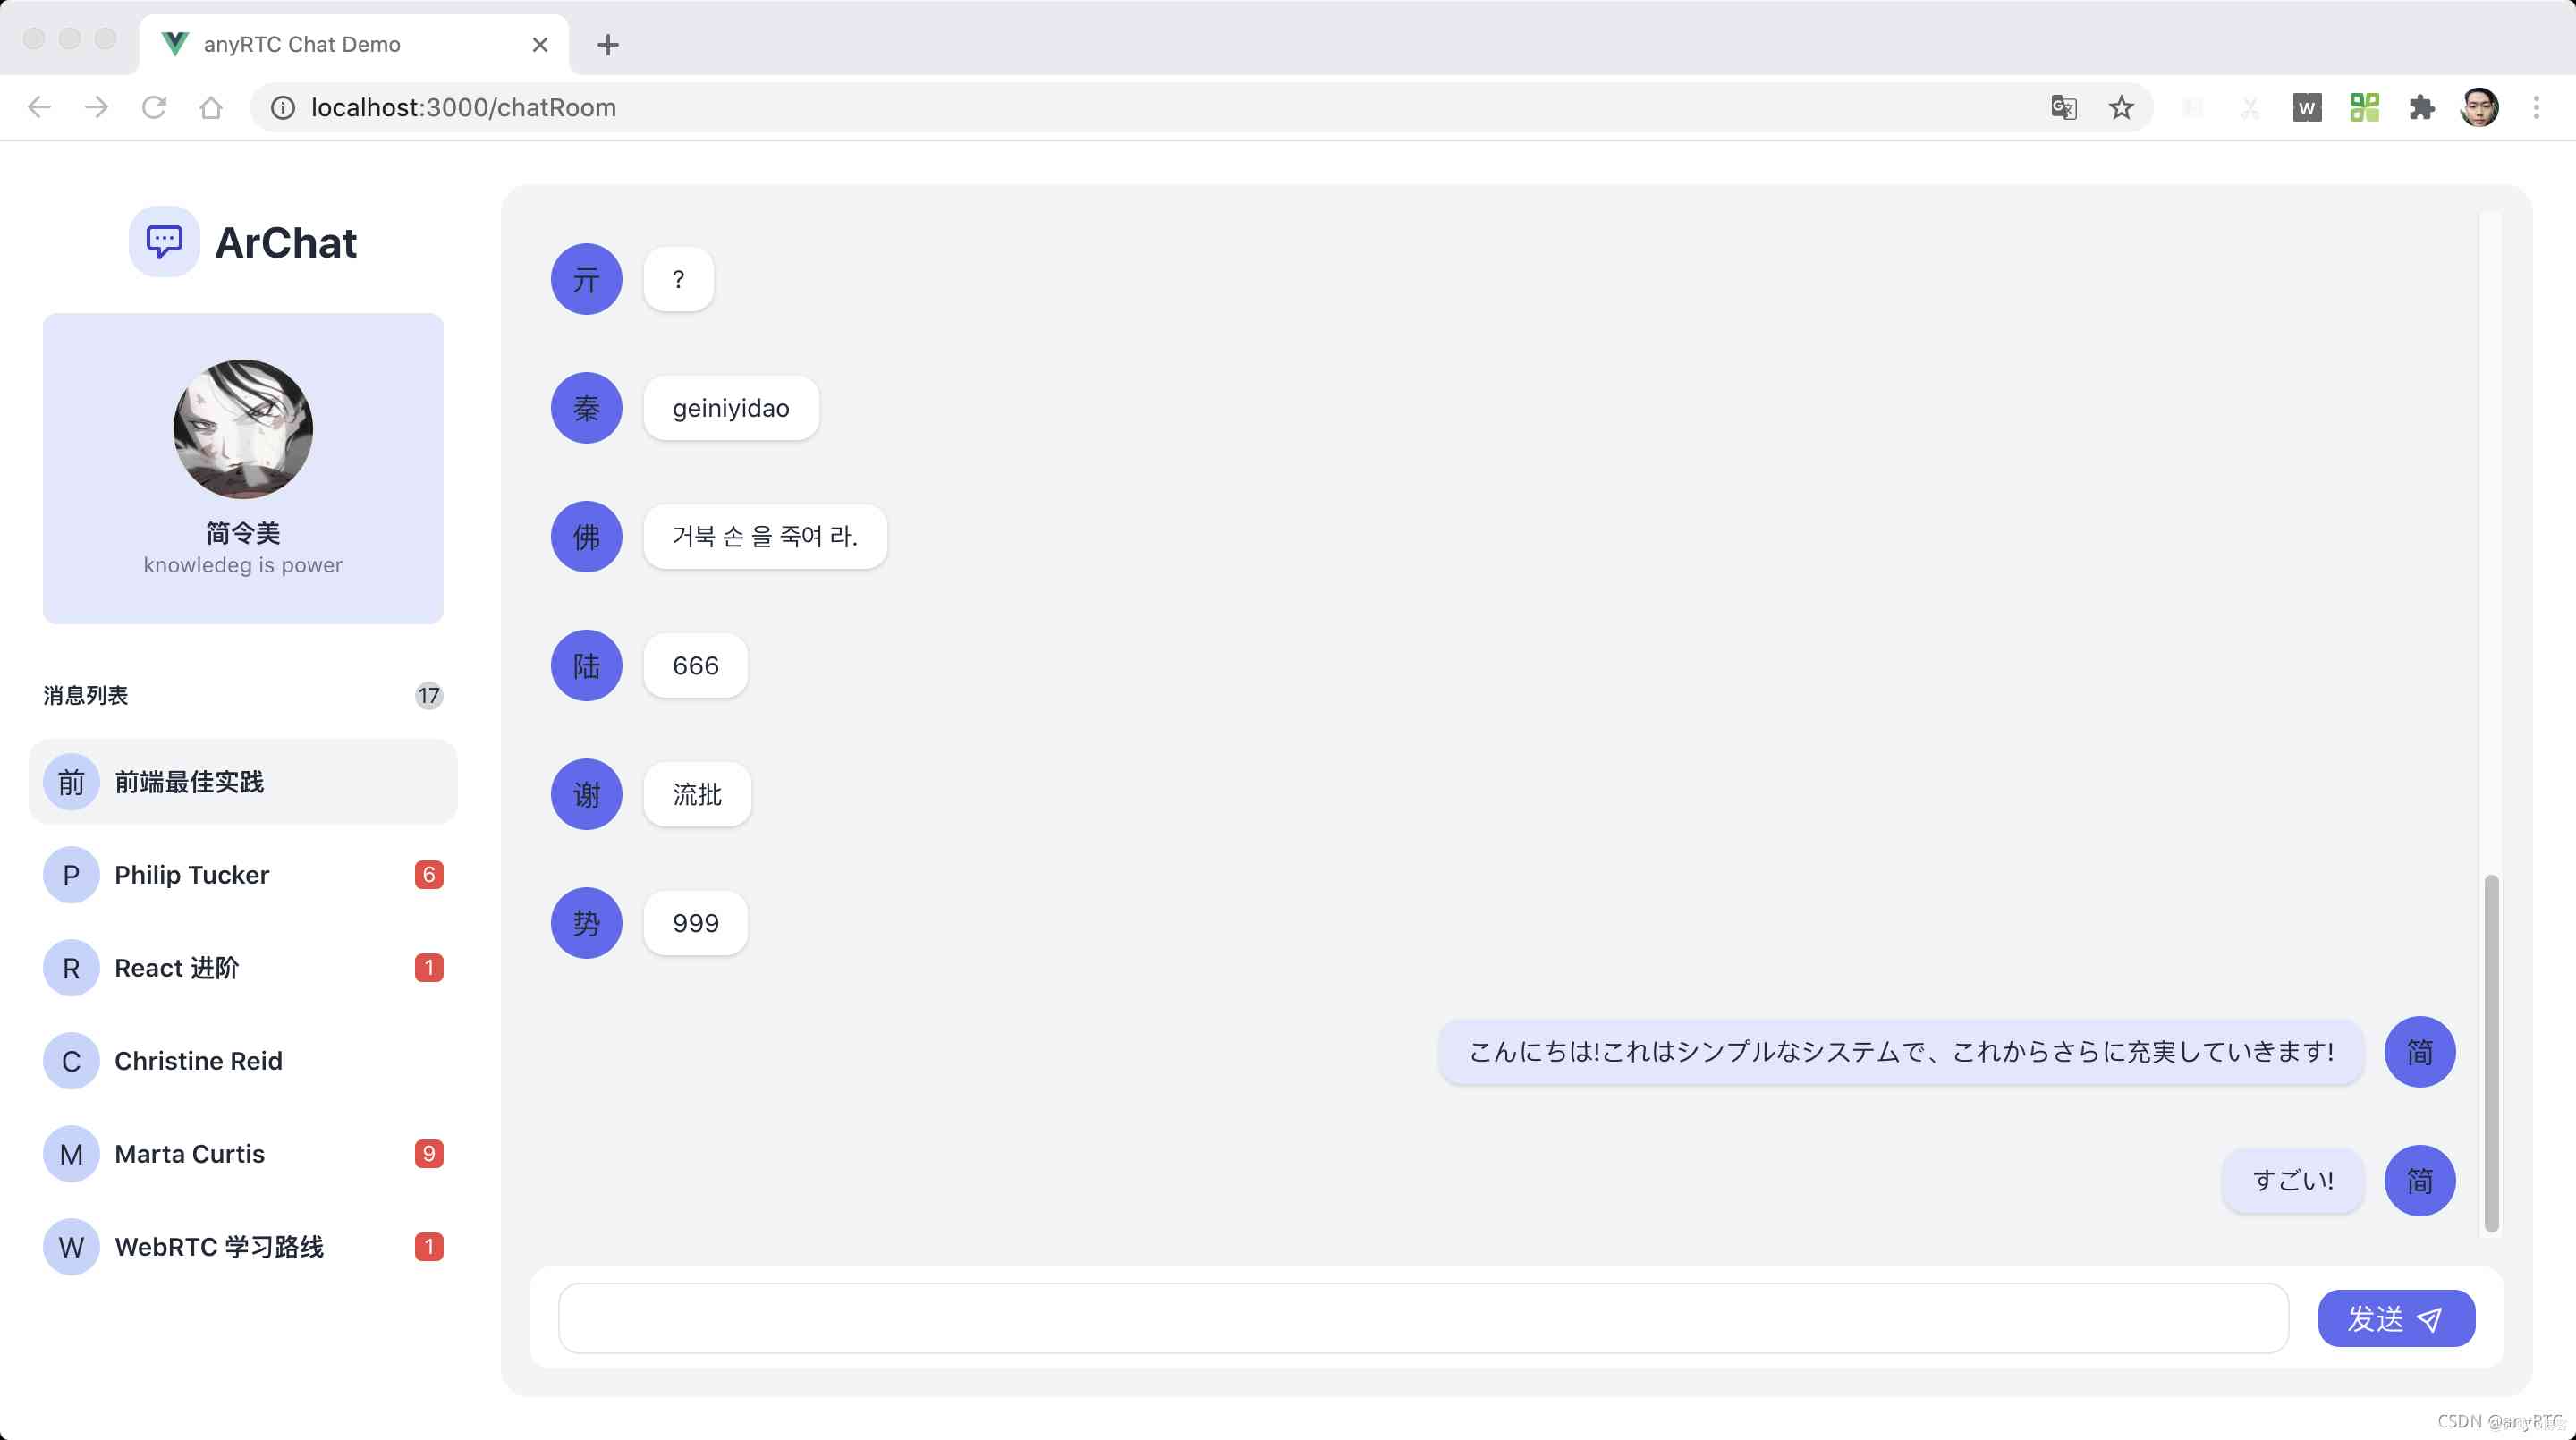 anyRTC Chat Demo
localhost:3000/chatRoom
W
ArChat
简令美
knowledeg is power
消息列表 17
前 前端最佳实践
P Philip Tucker 6
R React 进阶 1
C Christine Reid
M Marta Curtis 9
W WebRTC 学习路线 1
亓 ?
秦 geiniyidao
佛 거북 손 을 죽여 라.
陆 666
谢 流批
势 999
こんにちは!これはシンプルなシステムで、これからさらに充実していきます! 简
すごい! 简
发送
CSDN @anyRTC